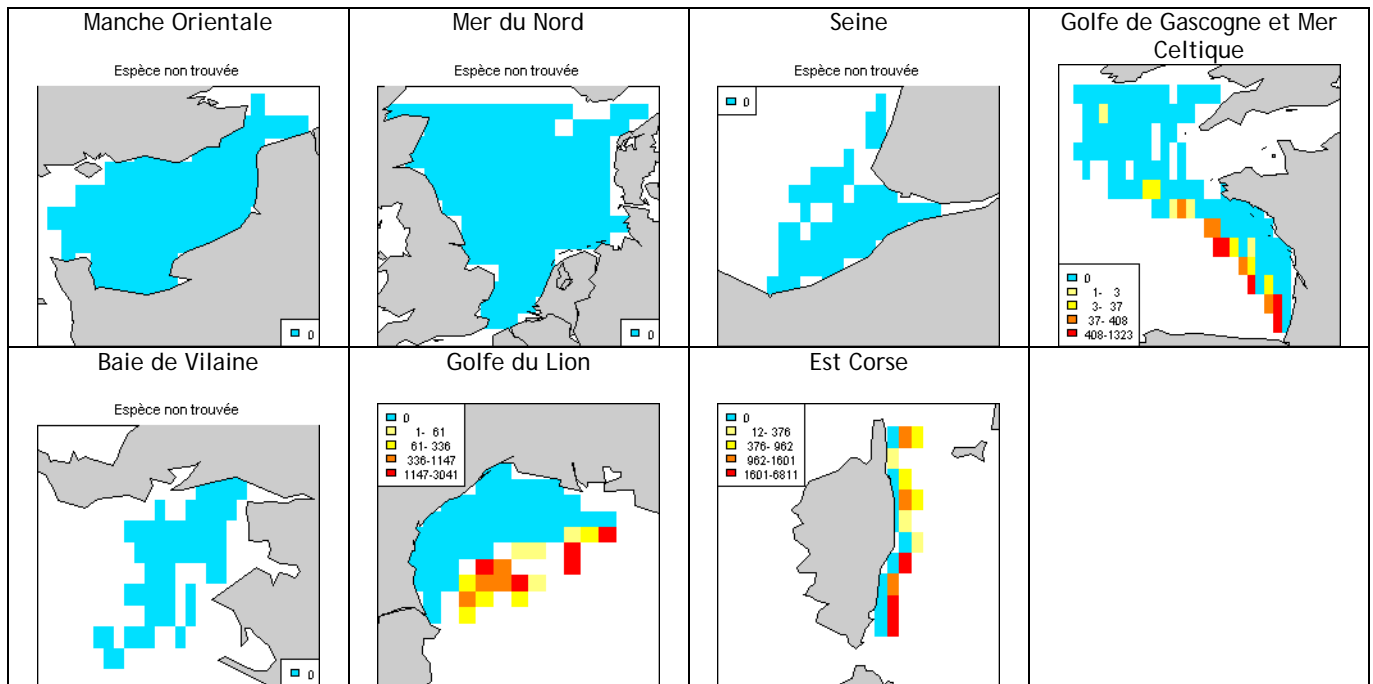 Manche Orientale
Espèce non trouvée
0
Mer du Nord
Espèce non trouvée
0
Seine
Espèce non trouvée
0
Golfe de Gascogne et Mer
Celtique
0
1- 3
3- 37
37- 408
408-1323
Baie de Vilaine
Espèce non trouvée
0
Golfe du Lion
0
1- 61
61- 336
336-1147
1147-3041
Est Corse
0
12- 376
376- 962
962-1601
1601-6811